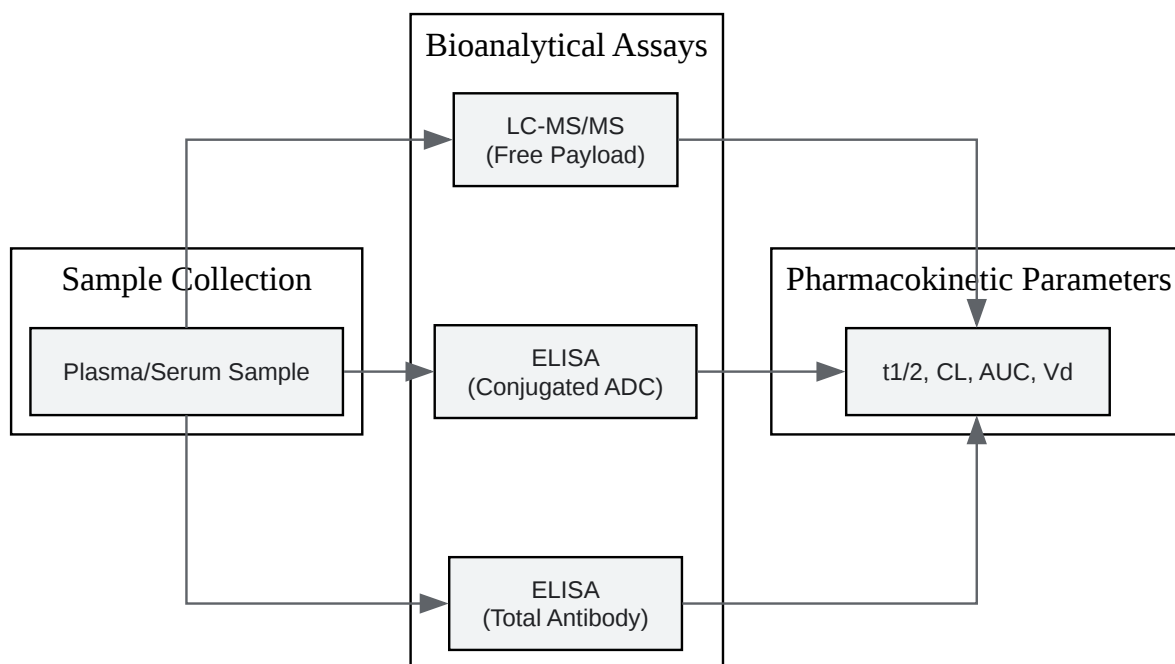 Bioanalytical Assays
LC-MS/MS
(Free Payload)
Sample Collection
Plasma/Serum Sample
ELISA
(Conjugated ADC)
Pharmacokinetic Parameters
t1/2, CL, AUC, Vd
ELISA
(Total Antibody)